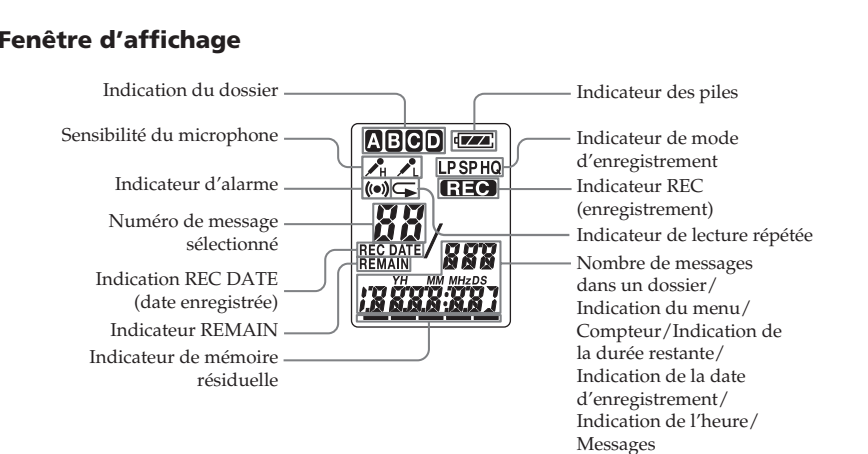 Fenêtre d'affichage
Indication du dossier
Sensibilité du microphone
Indicateur d'alarme
Numéro de message
sélectionné
Indication REC DATE
(date enregistrée)
Indicateur REMAIN
Indicateur de mémoire
résiduelle
A B C D
H L
LP SP HQ
REC
REC DATE
REMAIN
YH MM MHz DS
Indicateur des piles
Indicateur de mode
d'enregistrement
Indicateur REC
(enregistrement)
Indicateur de lecture répétée
Nombre de messages
dans un dossier/
Indication du menu/
Compteur/Indication de
la durée restante/
Indication de la date
d'enregistrement/
Indication de l'heure/
Messages